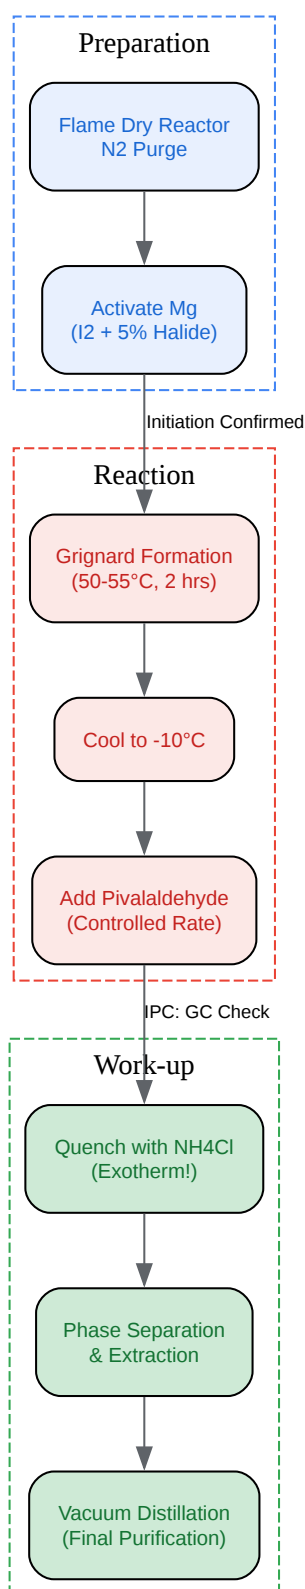 Preparation
Flame Dry Reactor
N2 Purge
Activate Mg
(I2 + 5% Halide)
Initiation Confirmed
Reaction
Grignard Formation
(50-55°C, 2 hrs)
Cool to -10°C
Add Pivalaldehyde
(Controlled Rate)
IPC: GC Check
Work-up
Quench with NH4Cl
(Exotherm!)
Phase Separation
& Extraction
Vacuum Distillation
(Final Purification)